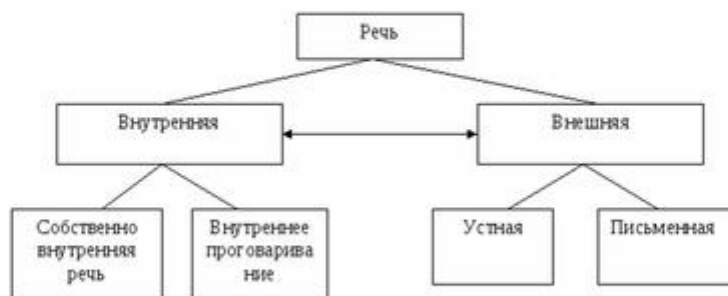 Речь
Внутренняя
Внешняя
Собственно
внутренняя
речь
Внутреннее
проговарива
ние
Устная
Письменная